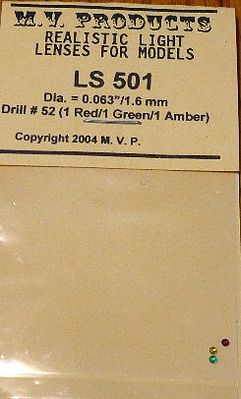 M.V. PRODUCTS
REALISTIC LIGHT
LENSES FOR MODELS
LS 501
Dia. = 0.063"/1.6 mm
Drill # 52 (1 Red/1 Green/1 Amber)
Copyright 2004 M. V. P.